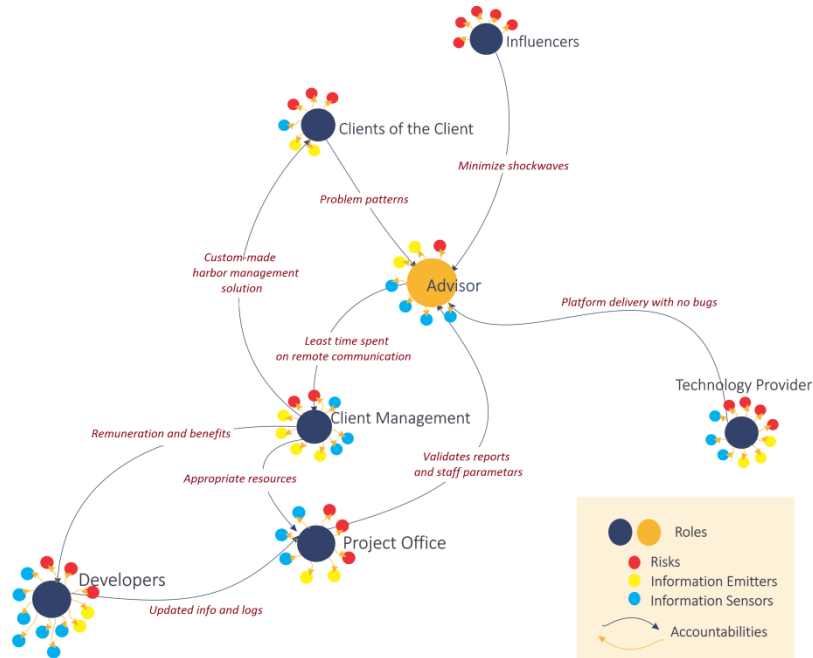 Influencers
Clients of the Client
Minimize shockwaves
Problem patterns
Custom-made
harbor management
solution
Advisor
Platform delivery with no bugs
Least time spent
on remote communication
Technology Provider
Client Management
Remuneration and benefits
Validates reports
and staff parametars
Appropriate resources
Project Office
Developers
Updated info and logs
Roles
Risks
Information Emitters
Information Sensors
Accountabilities